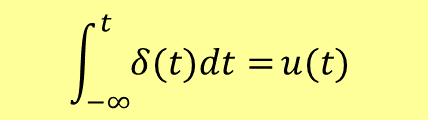 ∫_{-∞}^{t} δ(t)dt = u(t)